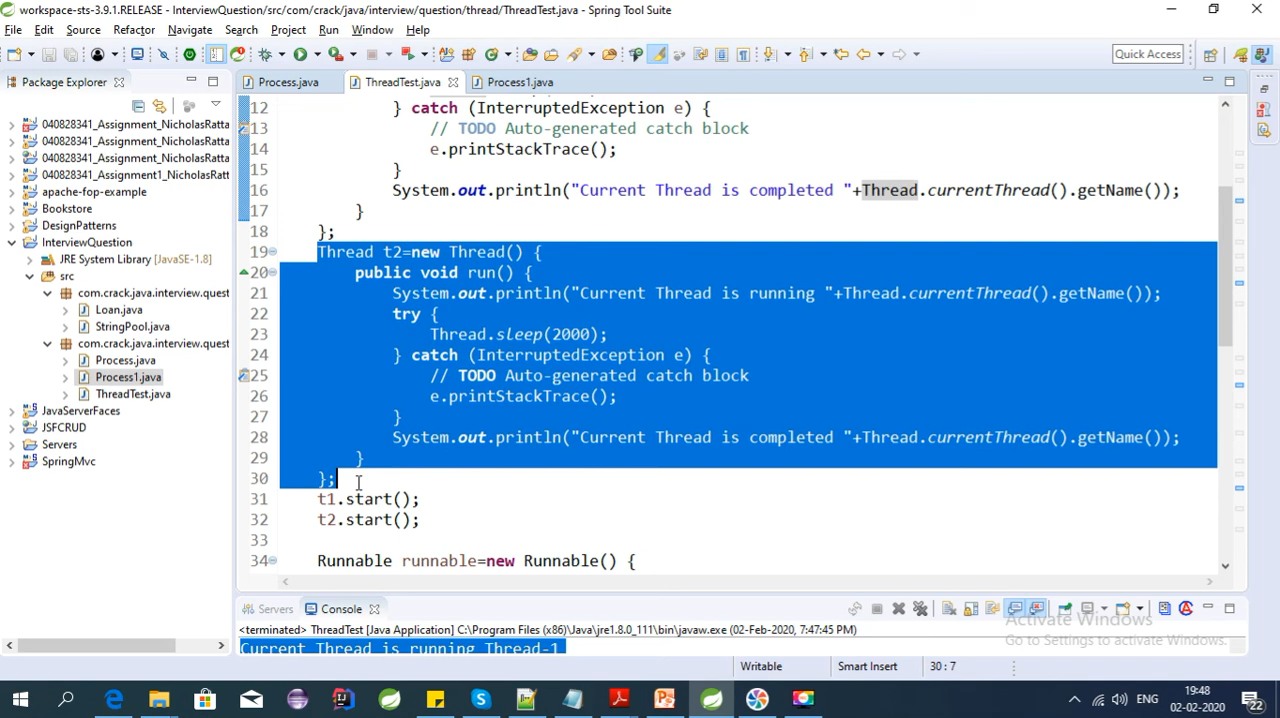 workspace-sts-3.9.1.RELEASE - InterviewQuestion/src/com/crack/java/interview/question/thread/ThreadTest.java - Spring Tool Suite
File Edit Source Refactor Navigate Search Project Run Window Help
Quick Access
Package Explorer
040828341_Assignment_NicholasRatta
040828341_Assignment_NicholasRatta
040828341_Assignment_NicholasRatta
040828341_Assignment1_NicholasRatta
apache-fop-example
Bookstore
DesignPatterns
InterviewQuestion
JRE System Library [JavaSE-1.8]
src
com.crack.java.interview.quest
Loan.java
StringPool.java
com.crack.java.interview.quest
Process.java
Process1.java
ThreadTest.java
JavaServerFaces
JSFCRUD
Servers
SpringMvc
Process.java ThreadTest.java Process1.java
12 } catch (InterruptedException e) {
13 // TODO Auto-generated catch block
14 e.printStackTrace();
15 }
16 System.out.println("Current Thread is completed "+Thread.currentThread().getName());
17 }
18 };
19 Thread t2=new Thread() {
20 public void run() {
21 System.out.println("Current Thread is running "+Thread.currentThread().getName());
22 try {
23 Thread.sleep(2000);
24 } catch (InterruptedException e) {
25 // TODO Auto-generated catch block
26 e.printStackTrace();
27 }
28 System.out.println("Current Thread is completed "+Thread.currentThread().getName());
29 }
30 };
31 t1.start();
32 t2.start();
33
34 Runnable runnable=new Runnable() {
Servers Console
<terminated> ThreadTest [Java Application] C:\Program Files (x86)\Java\jre1.8.0_111\bin\javaw.exe (02-Feb-2020, 7:47:45 PM)
Current Thread is running Thread-1
Activate Windows
Go to Settings to activate Windows.
Writable Smart Insert 30 : 7
ENG
19:48
02-02-2020
22